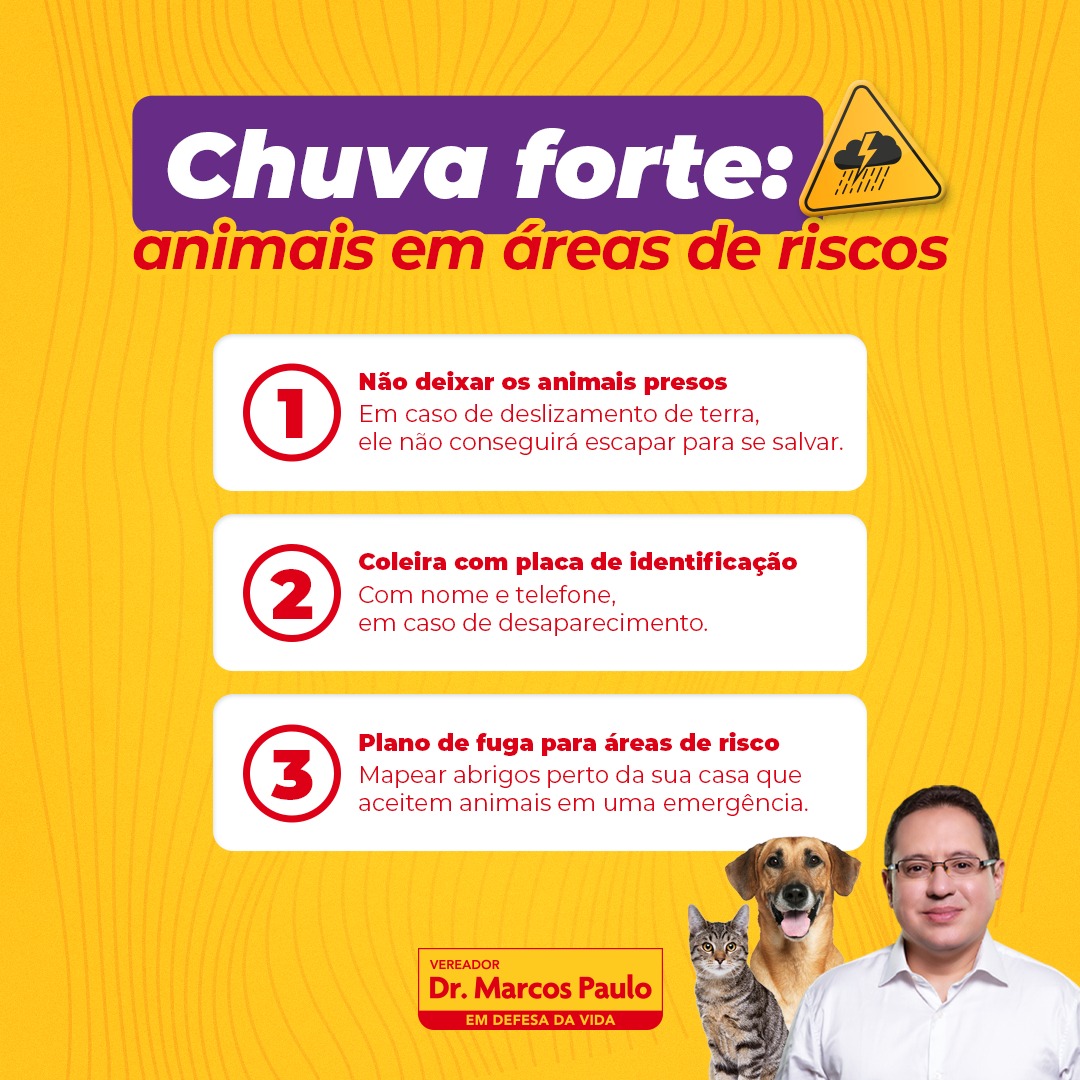 Chuva forte:
animais em áreas de riscos
1
Não deixar os animais presos
Em caso de deslizamento de terra,
ele não conseguirá escapar para se salvar.
2
Coleira com placa de identificação
Com nome e telefone,
em caso de desaparecimento.
3
Plano de fuga para áreas de risco
Mapear abrigos perto da sua casa que
aceitem animais em uma emergência.
VEREADOR
Dr. Marcos Paulo
EM DEFESA DA VIDA